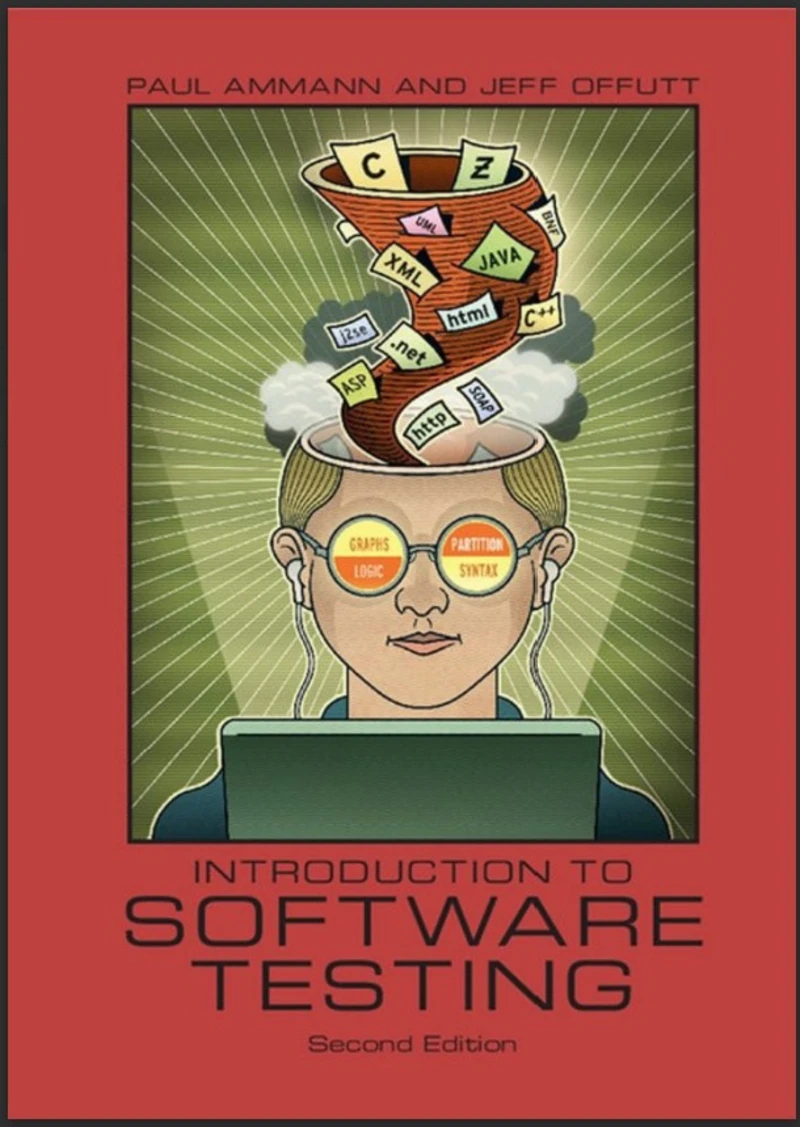 PAUL AMMANN AND JEFF OFFUTT
C
Z
UML
BNF
XML
JAVA
html
C++
j2se
.net
ASP
SOAP
http
GRAPHS
LOGIC
PARTITION
SYNTAX
INTRODUCTION TO
SOFTWARE
TESTING
Second Edition